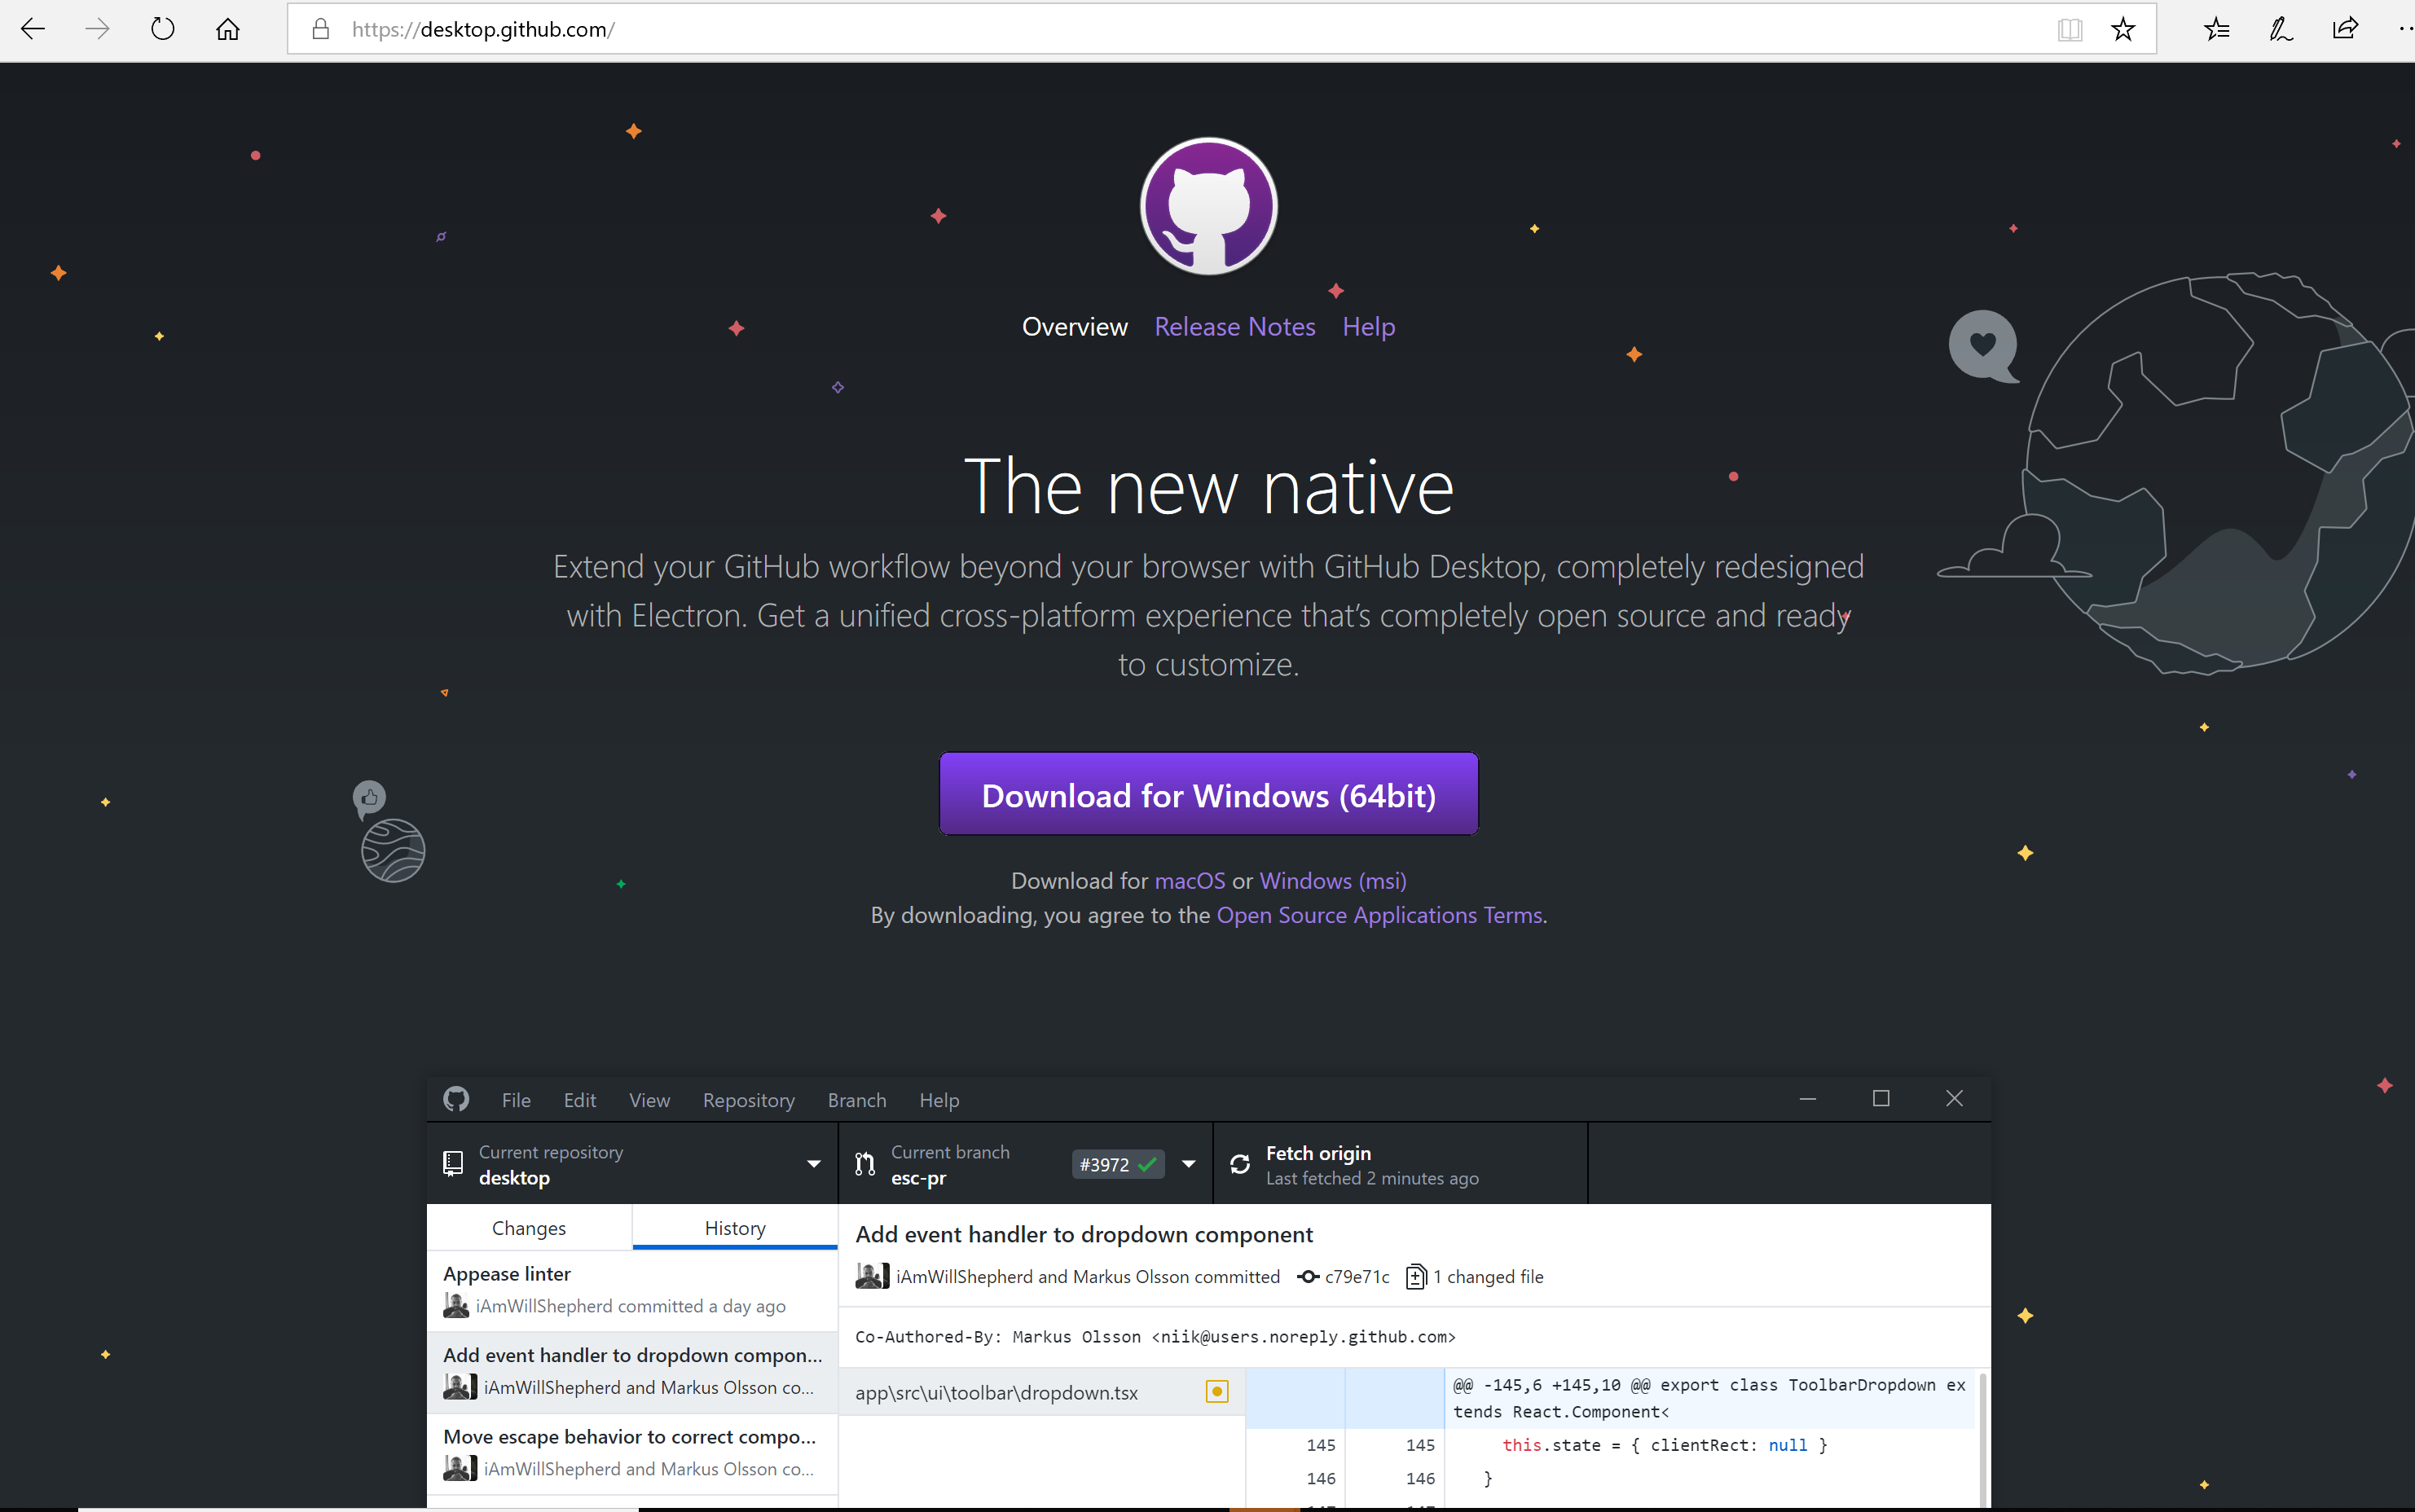 https://desktop.github.com/
Overview Release Notes Help
The new native
Extend your GitHub workflow beyond your browser with GitHub Desktop, completely redesigned
with Electron. Get a unified cross-platform experience that’s completely open source and ready
to customize.
Download for Windows (64bit)
Download for macOS or Windows (msi)
By downloading, you agree to the Open Source Applications Terms.
File Edit View Repository Branch Help
Current repository
desktop
Current branch
esc-pr
#3972
Fetch origin
Last fetched 2 minutes ago
Changes History
Appease linter
iAmWillShepherd committed a day ago
Add event handler to dropdown compon...
iAmWillShepherd and Markus Olsson co...
Move escape behavior to correct compo...
iAmWillShepherd and Markus Olsson co...
Add event handler to dropdown component
iAmWillShepherd and Markus Olsson committed c79e71c 1 changed file
Co-Authored-By: Markus Olsson <niik@users.noreply.github.com>
app\src\ui\toolbar\dropdown.tsx
@@ -145,6 +145,10 @@ export class ToolbarDropdown ex
tends React.Component<
145 145 this.state = { clientRect: null }
146 146 }